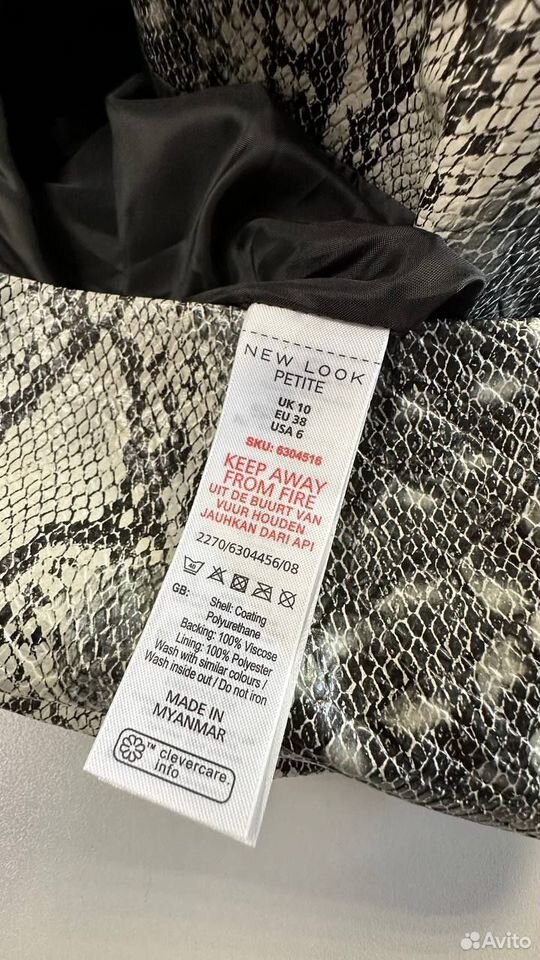 NEW LOOK
PETITE
UK 10
EU 38
USA 6
SKU: 6304516
KEEP AWAY
FROM FIRE
UIT DE BUURT VAN
VUUR HOUDEN
JAUHKAN DARI API
2270/6304456/08
40
GB: Shell: Coating
Polyurethane
Backing: 100% Viscose
Lining: 100% Polyester
Wash with similar colours /
Wash inside out / Do not iron
MADE IN
MYANMAR
™ clevercare.
info
Avito